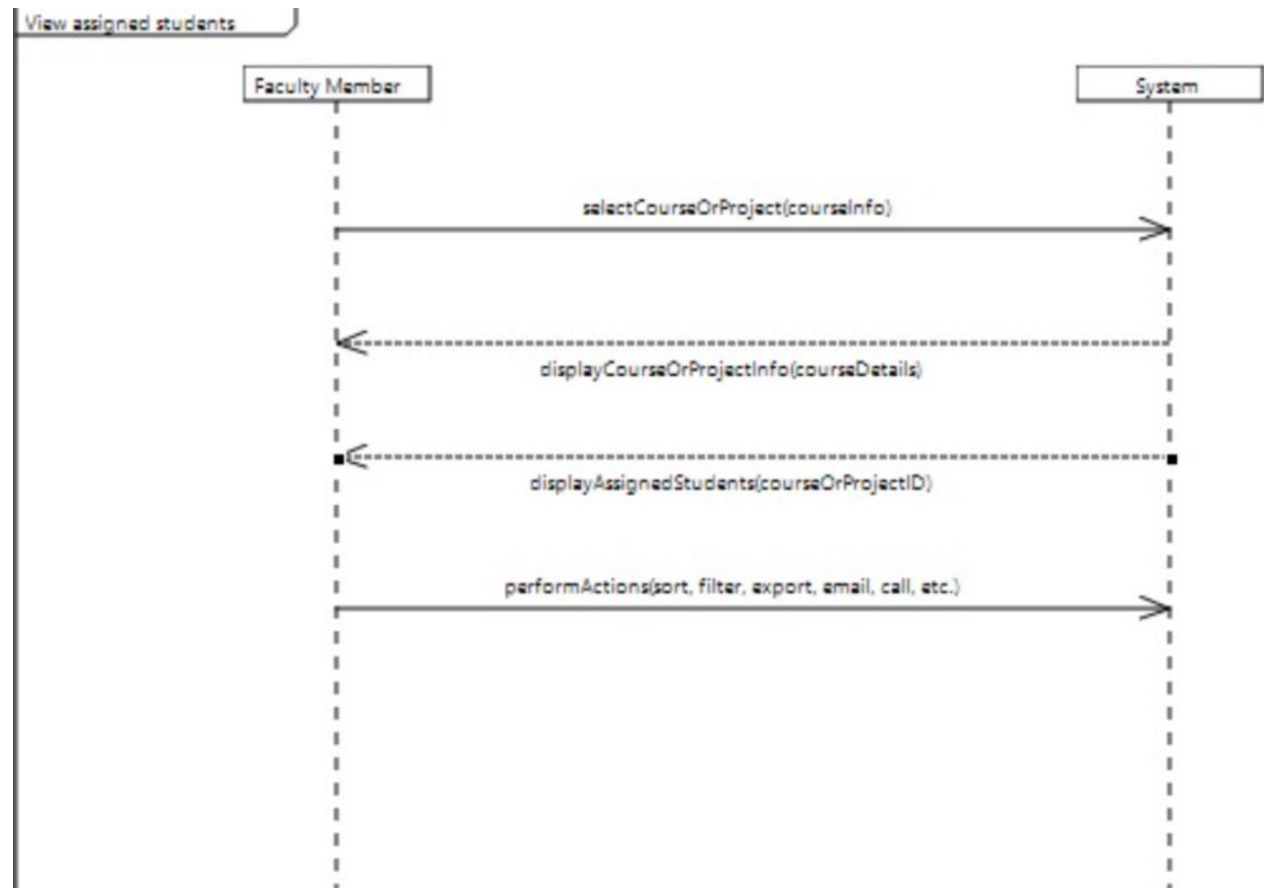 View assigned students
Faculty Member
System
selectCourseOrProject(courseInfo)
displayCourseOrProjectInfo(courseDetails)
displayAssignedStudents(courseOrProjectID)
performActions(sort, filter, export, email, call, etc.)